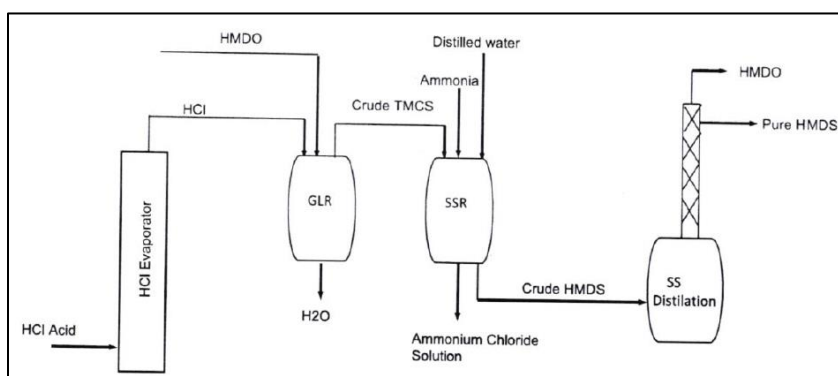 HMDO
Distilled water
HMDO
Ammonia
Crude TMCS
HCl
Pure HMDS
GLR
SSR
HCl Evaporator
Crude HMDS
SS
Distilation
H2O
HCl Acid
Ammonium Chloride
Solution